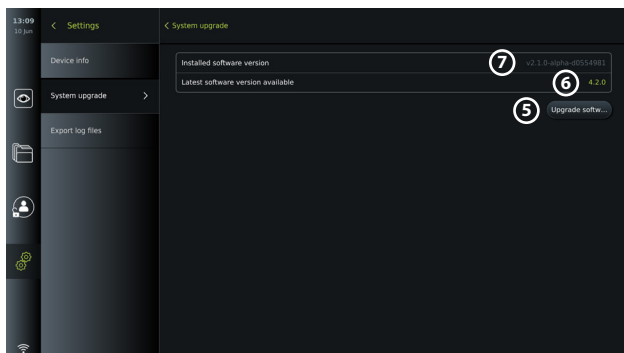 13:09
10 Jun
Settings
System upgrade
Device info
System upgrade
Export log files
Installed software version 7 v2.1.0-alpha-d0554981
Latest software version available 6 4.2.0
5 Upgrade softw...